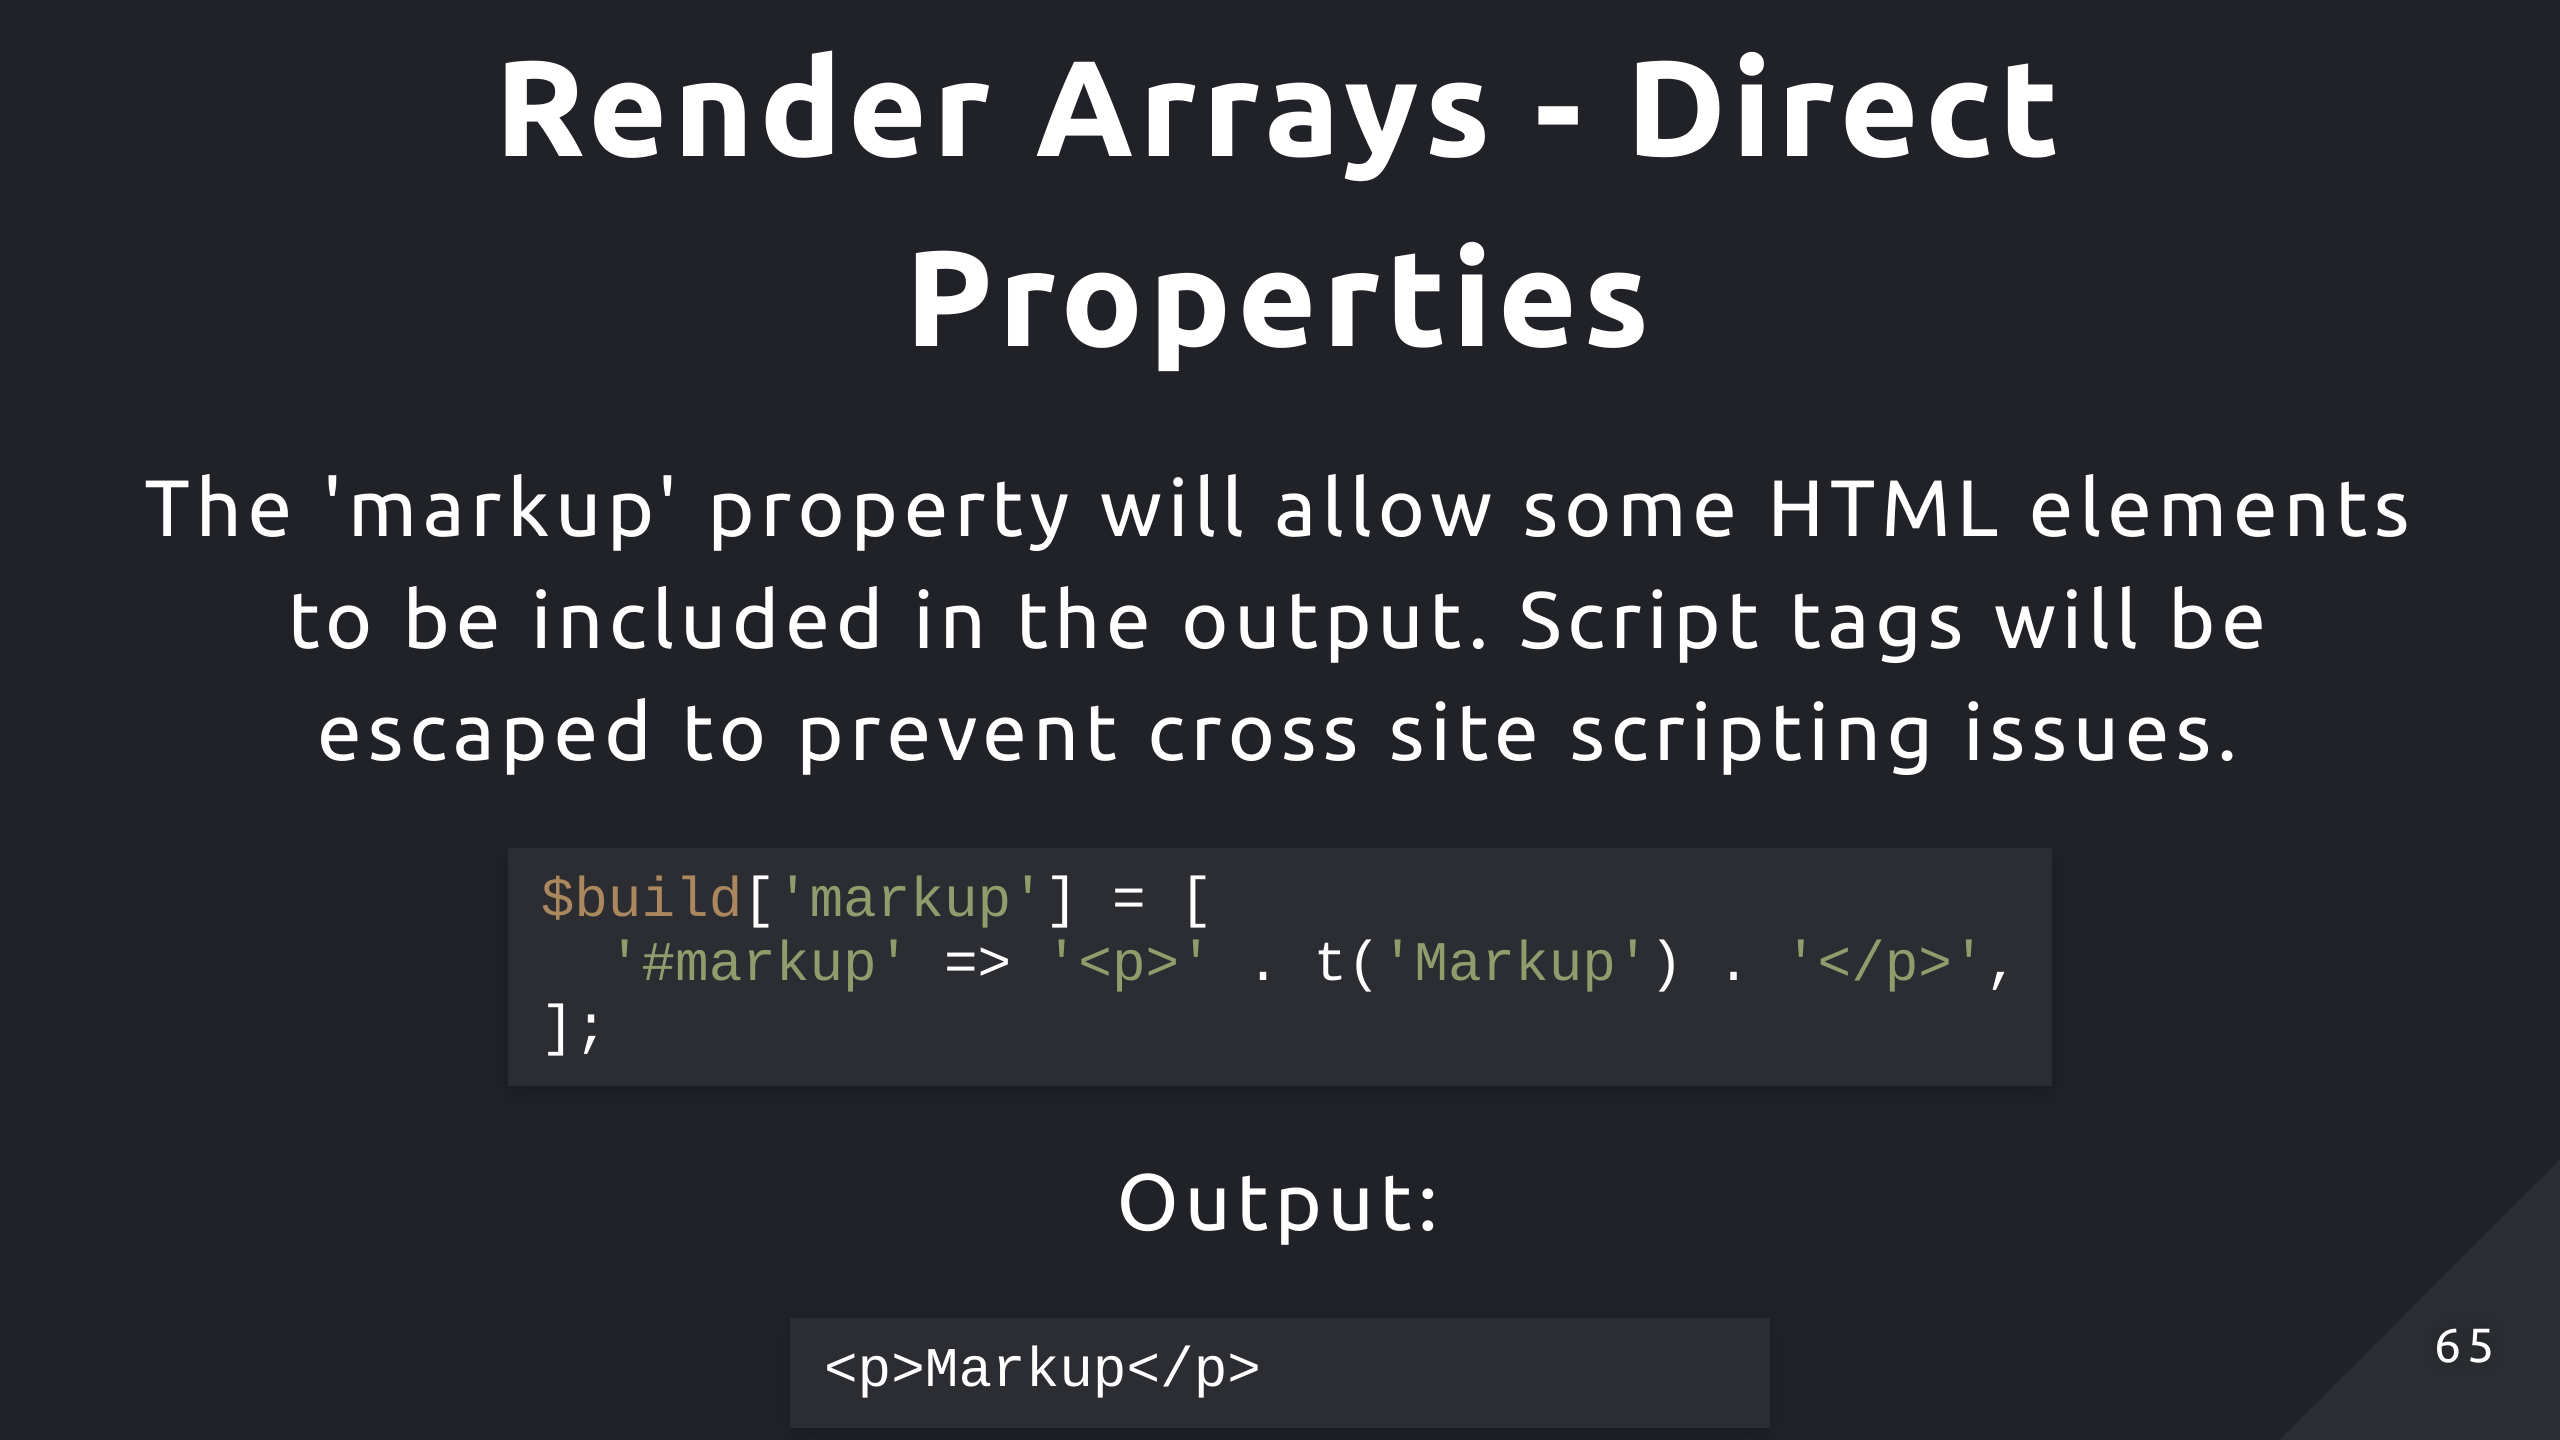 Render Arrays - Direct
Properties
The 'markup' property will allow some HTML elements
to be included in the output. Script tags will be
escaped to prevent cross site scripting issues.
$build['markup'] = [
  '#markup' => '<p>' . t('Markup') . '</p>',
];
Output:
<p>Markup</p>
65